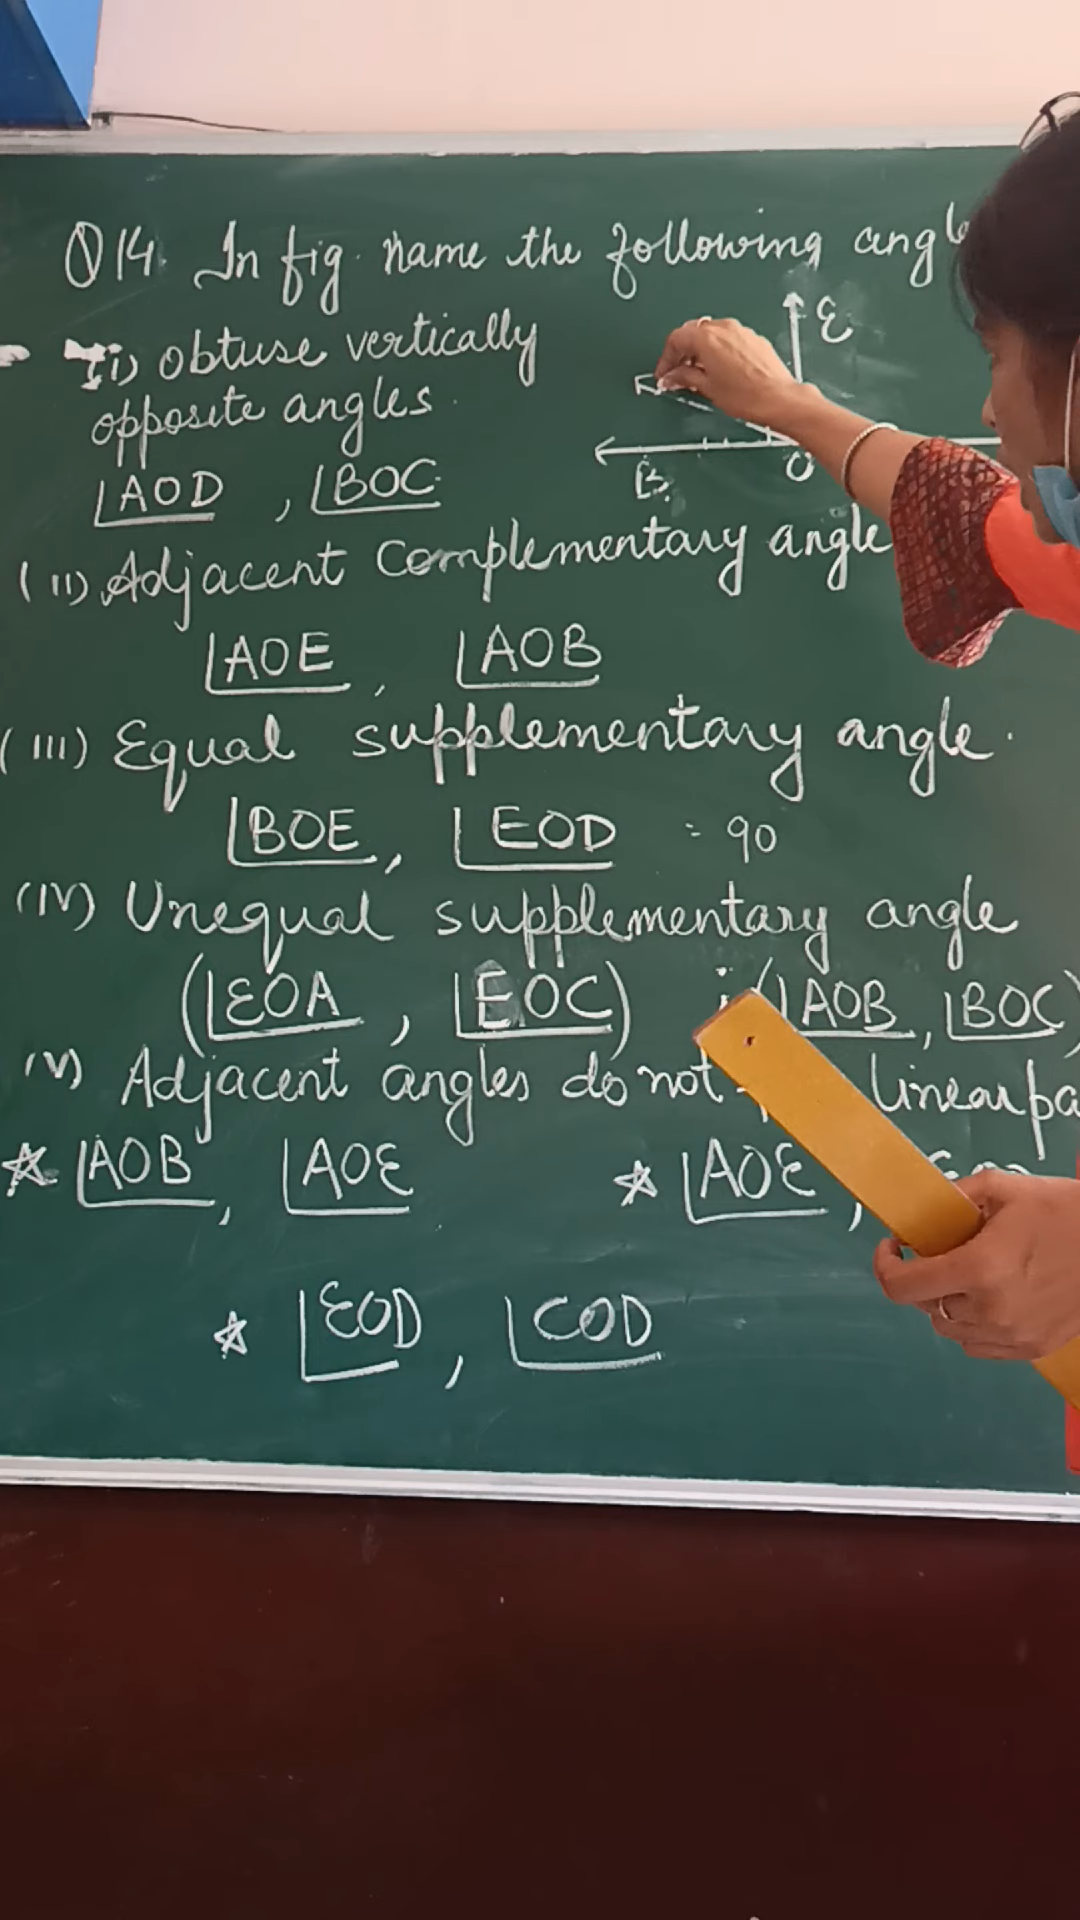 Q14. In fig. name the following angle
ε
(i) Obtuse vertically
opposite angles.
B O
∠AOD , ∠BOC
(II) Adjacent Complementary angle
∠AOE , ∠AOB
(III) Equal supplementary angle.
∠BOE , ∠EOD = 90
(IV) Unequal supplementary angle
(∠EOA , ∠EOC) ; (∠AOB , ∠BOC)
(V) Adjacent angles do not linear pa
☆ ∠AOB , ∠AOE ☆ ∠AOE ,
☆ ∠EOD , ∠COD